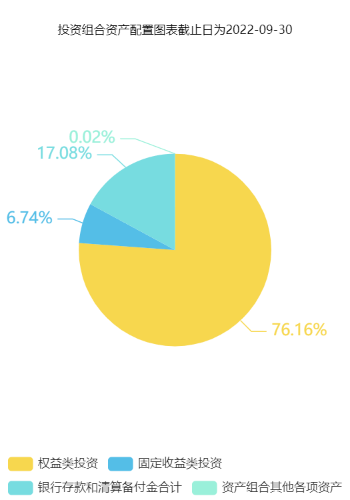 投资组合资产配置图表截止日为2022-09-30
0.02%
17.08%
6.74%
76.16%
权益类投资 固定收益类投资
银行存款和清算备付金合计 资产组合其他各项资产